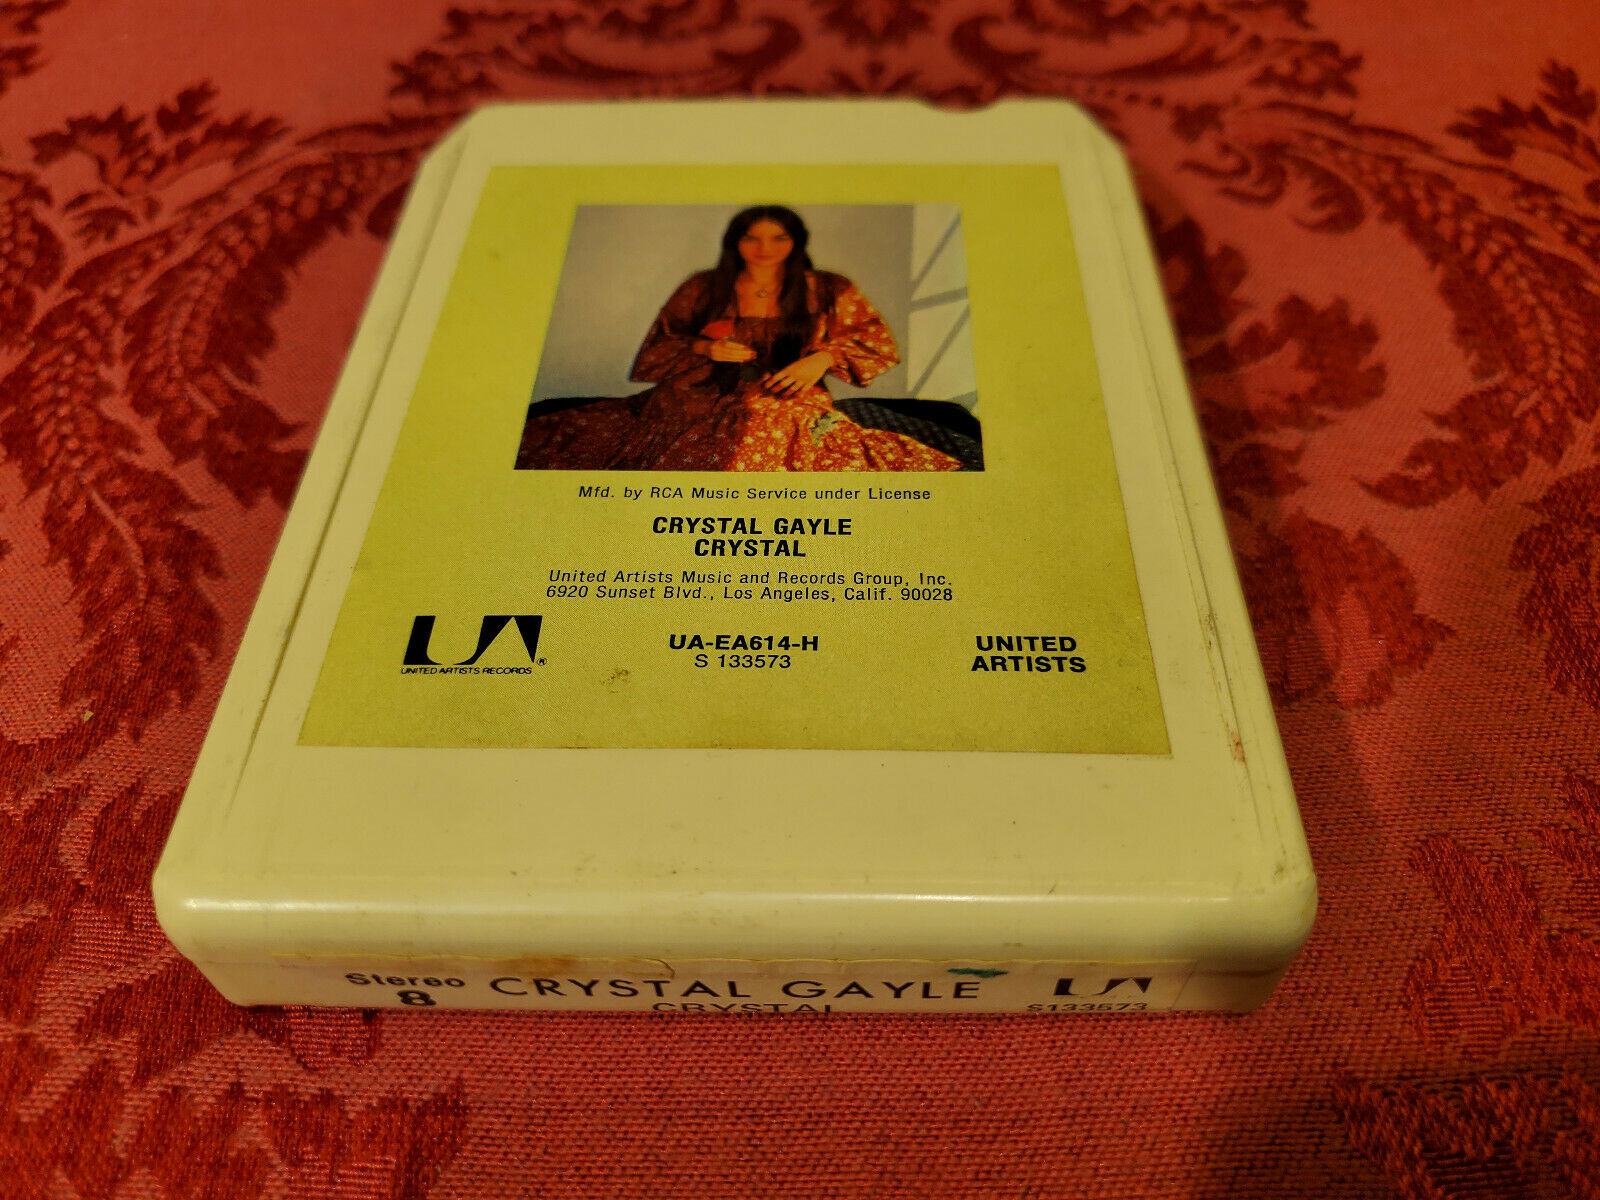 Mfd. by RCA Music Service under License
CRYSTAL GAYLE
CRYSTAL
United Artists Music and Records Group, Inc.
6920 Sunset Blvd., Los Angeles, Calif. 90028
UA
UNITED ARTISTS RECORDS ®
UA-EA614-H
S 133573
UNITED
ARTISTS
Stereo
8
CRYSTAL GAYLE
CRYSTAL
UA
S133573